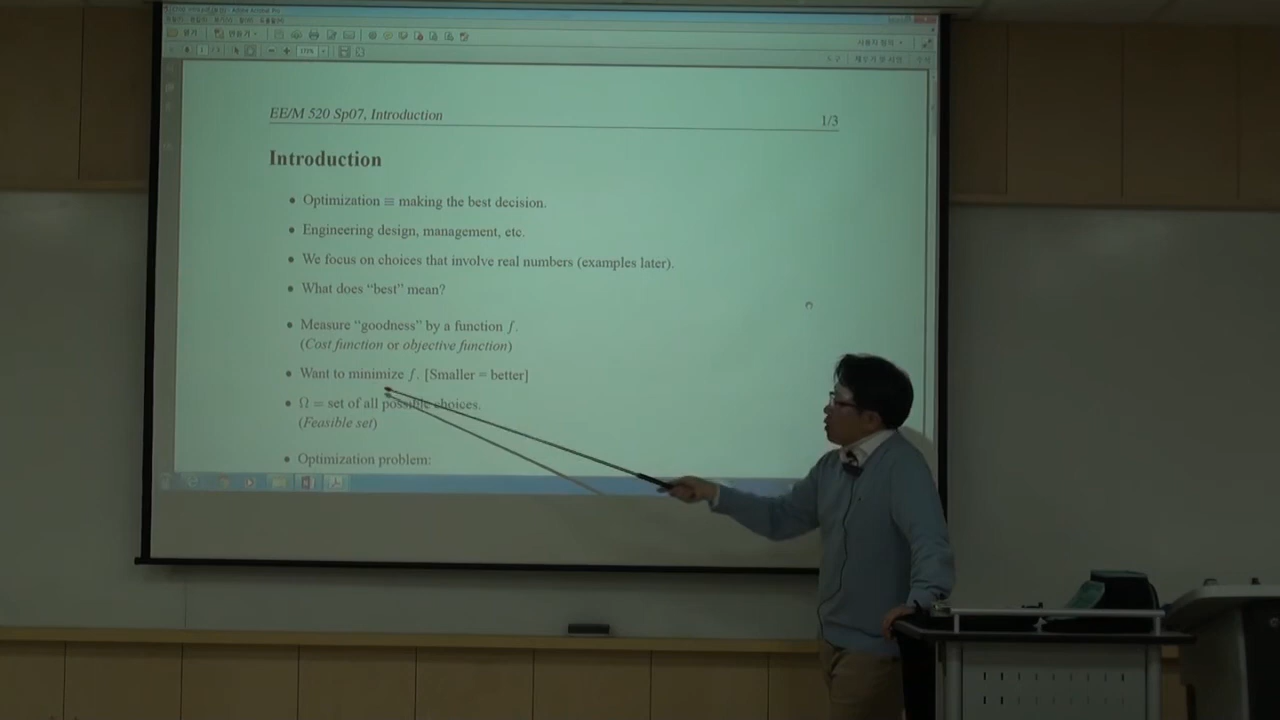 EE/M 520 Sp07, Introduction
1/3
Introduction
• Optimization ≡ making the best decision.
• Engineering design, management, etc.
• We focus on choices that involve real numbers (examples later).
• What does “best” mean?
• Measure “goodness” by a function f.
(Cost function or objective function)
• Want to minimize f. [Smaller = better]
• Ω = set of all possible choices.
(Feasible set)
• Optimization problem: